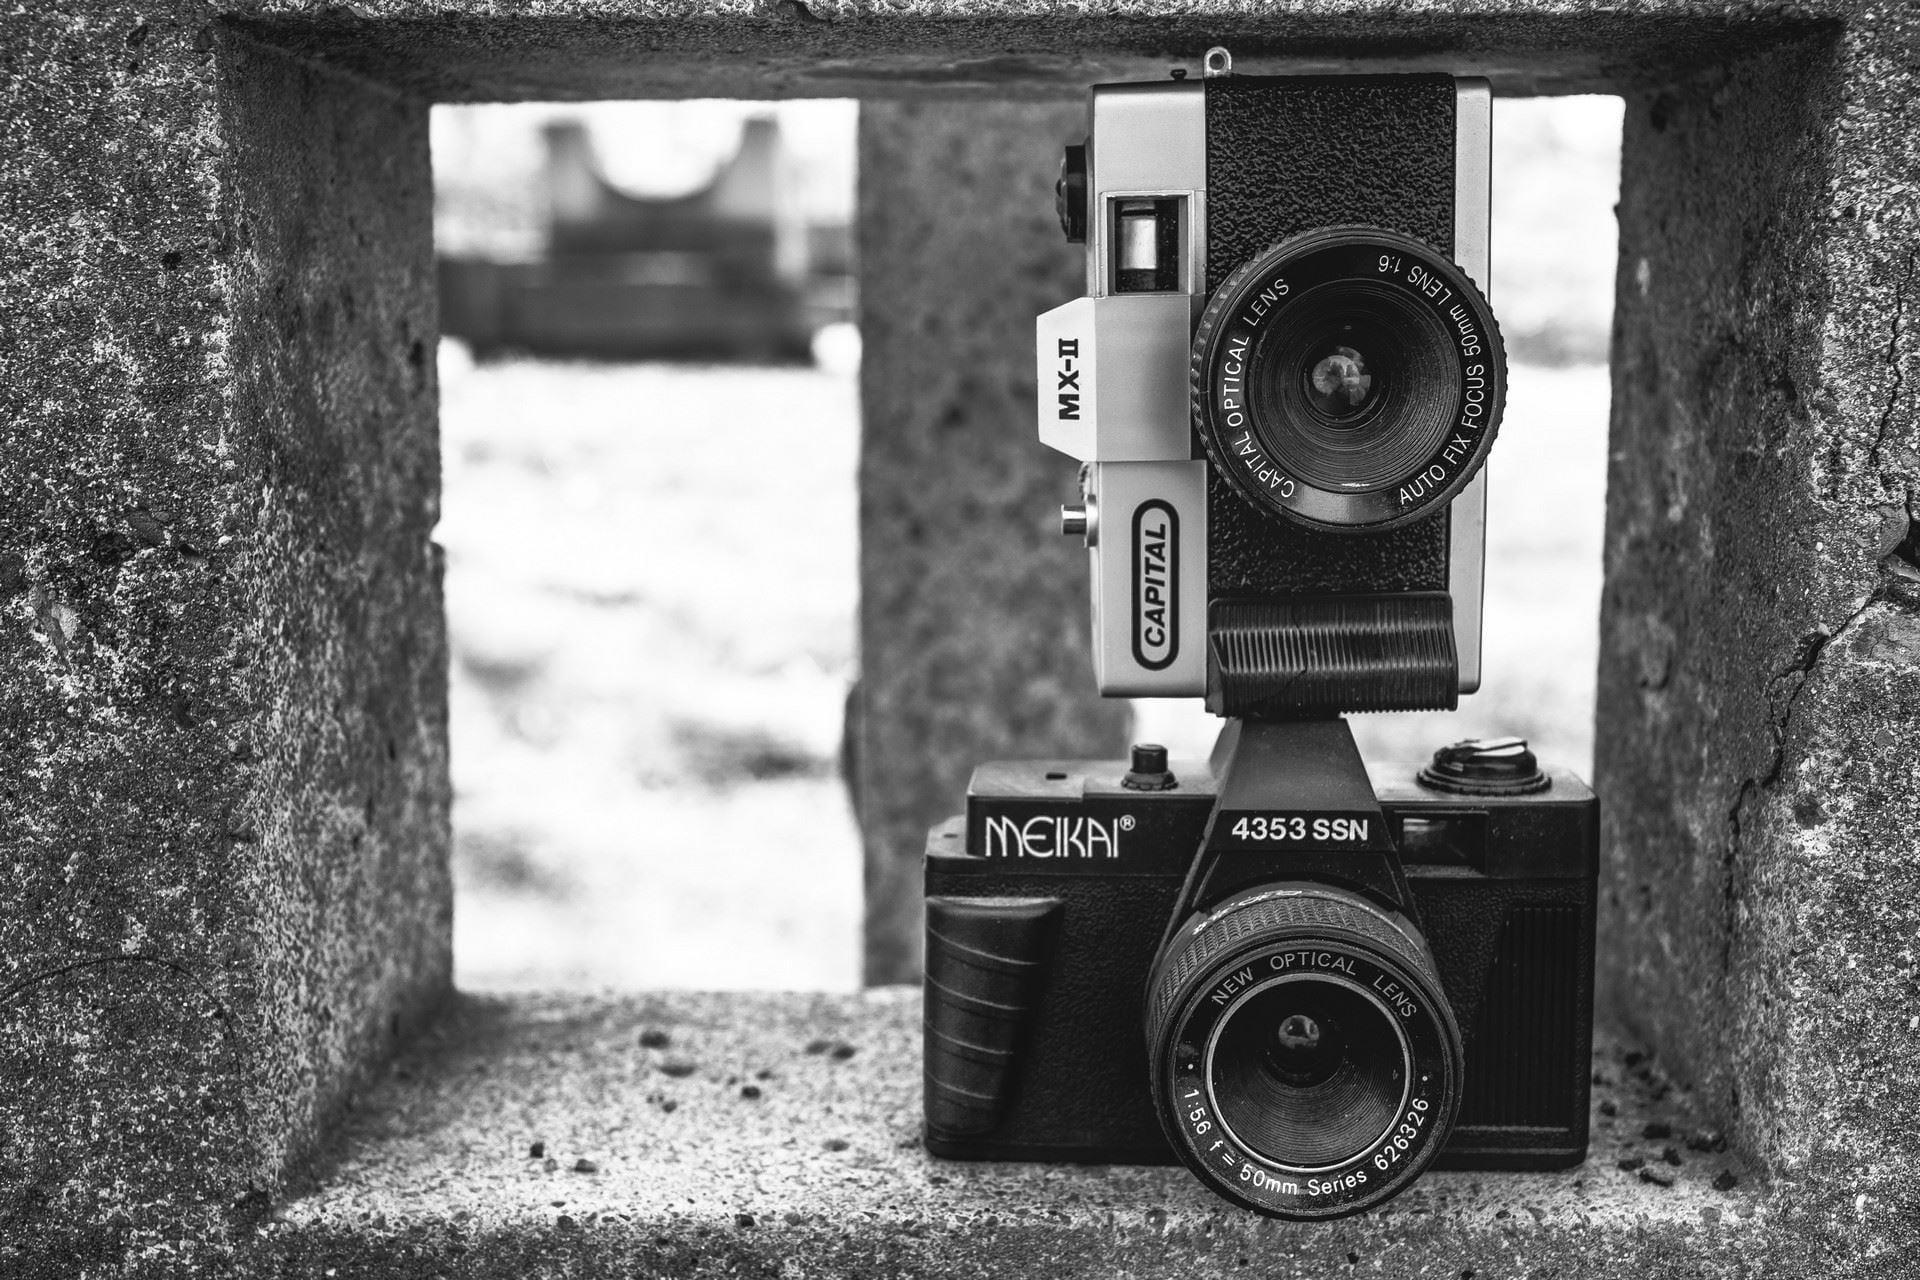 MX-II
CAPITAL
CAPITAL OPTICAL LENS
AUTO FIX FOCUS 50mm LENS 1:6
MEIKAI®
4353 SSN
NEW OPTICAL LENS
1:5.6 f = 50mm Series 626326